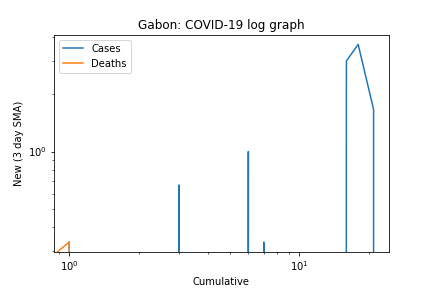 Gabon: COVID-19 log graph
Cases
Deaths
New (3 day SMA)
10⁰
10⁰
10¹
Cumulative